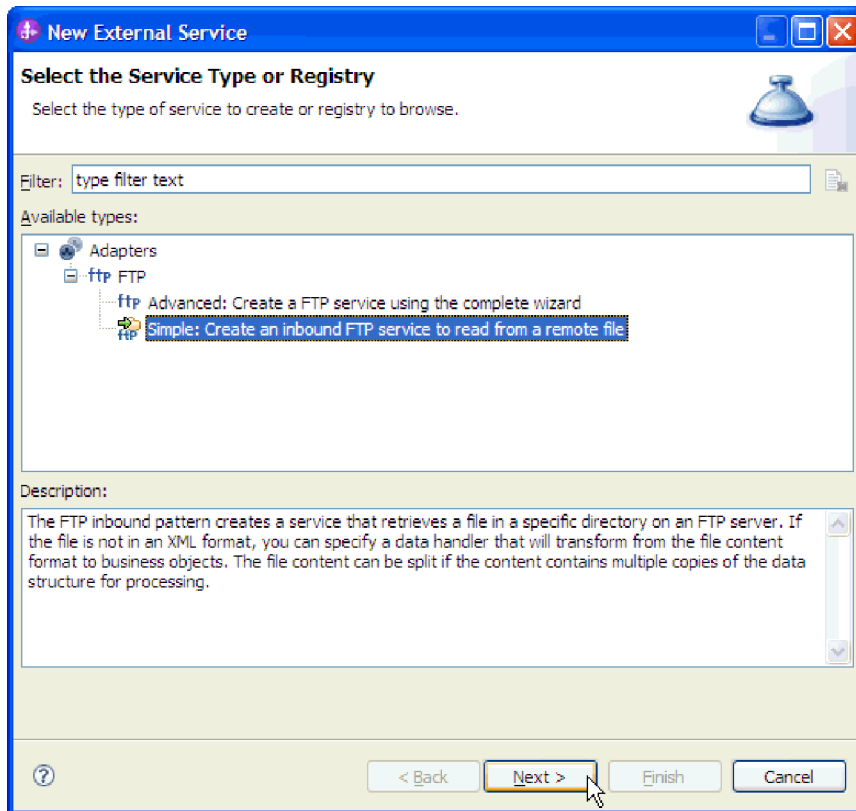 New External Service
Select the Service Type or Registry
Select the type of service to create or registry to browse.
Filter: type filter text
Available types:
Adapters
ftp FTP
ftp Advanced: Create a FTP service using the complete wizard
ftp Simple: Create an inbound FTP service to read from a remote file
Description:
The FTP inbound pattern creates a service that retrieves a file in a specific directory on an FTP server. If
the file is not in an XML format, you can specify a data handler that will transform from the file content
format to business objects. The file content can be split if the content contains multiple copies of the data
structure for processing.
? < Back Next > Finish Cancel